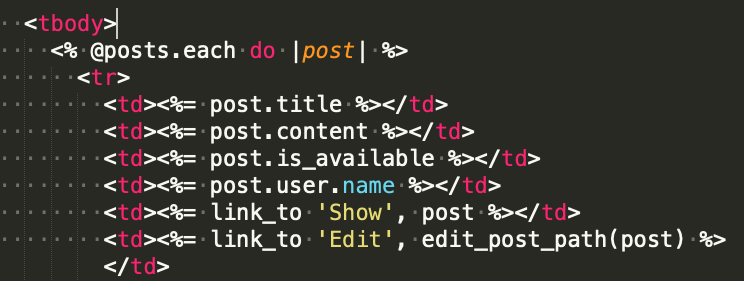 <tbody>
<% @posts.each do |post| %>
<tr>
<td><%= post.title %></td>
<td><%= post.content %></td>
<td><%= post.is_available %></td>
<td><%= post.user.name %></td>
<td><%= link_to 'Show', post %></td>
<td><%= link_to 'Edit', edit_post_path(post) %>
</td>